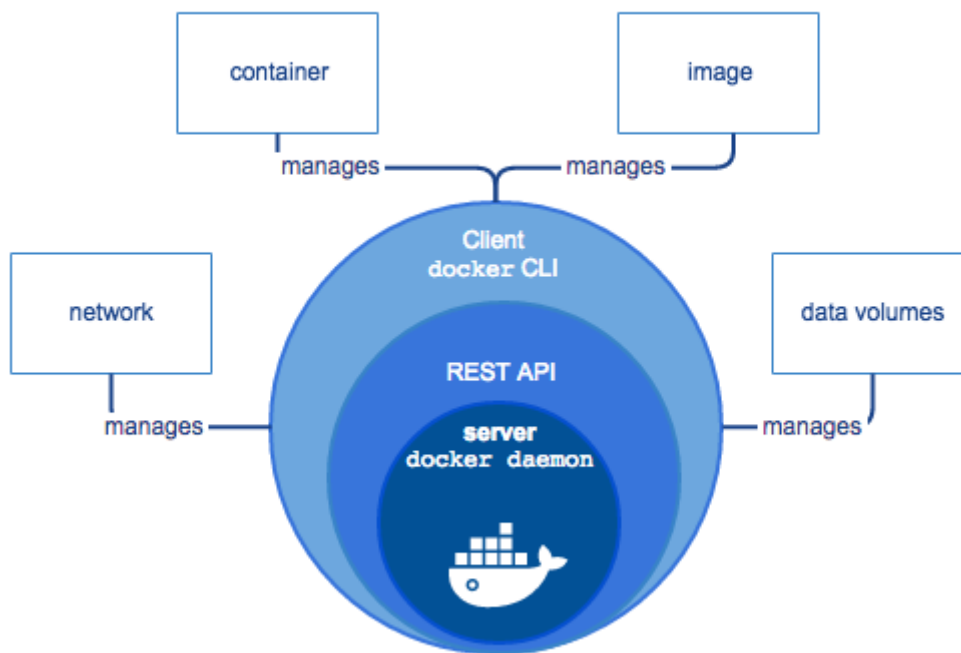 container
image
manages
manages
Client
docker CLI
network
data volumes
REST API
manages
manages
server
docker daemon